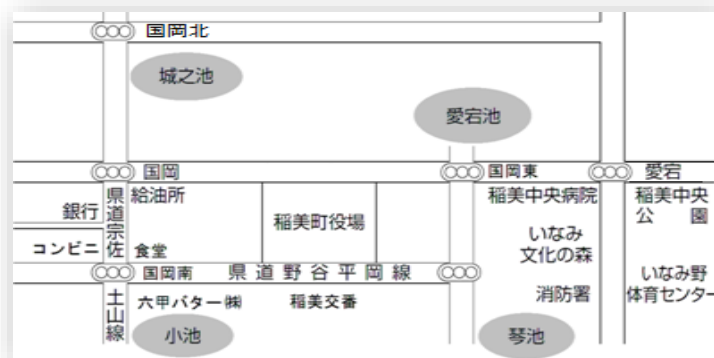 国岡北
城之池
愛宕池
国岡
国岡東
愛宕
給油所
稲美中央病院
稲美中央
公園
銀行
県道宗佐土山線
稲美町役場
いなみ
文化の森
コンビニ
食堂
国岡南
県道野谷平岡線
いなみ野
体育センター
消防署
六甲バター㈱
稲美交番
小池
琴池